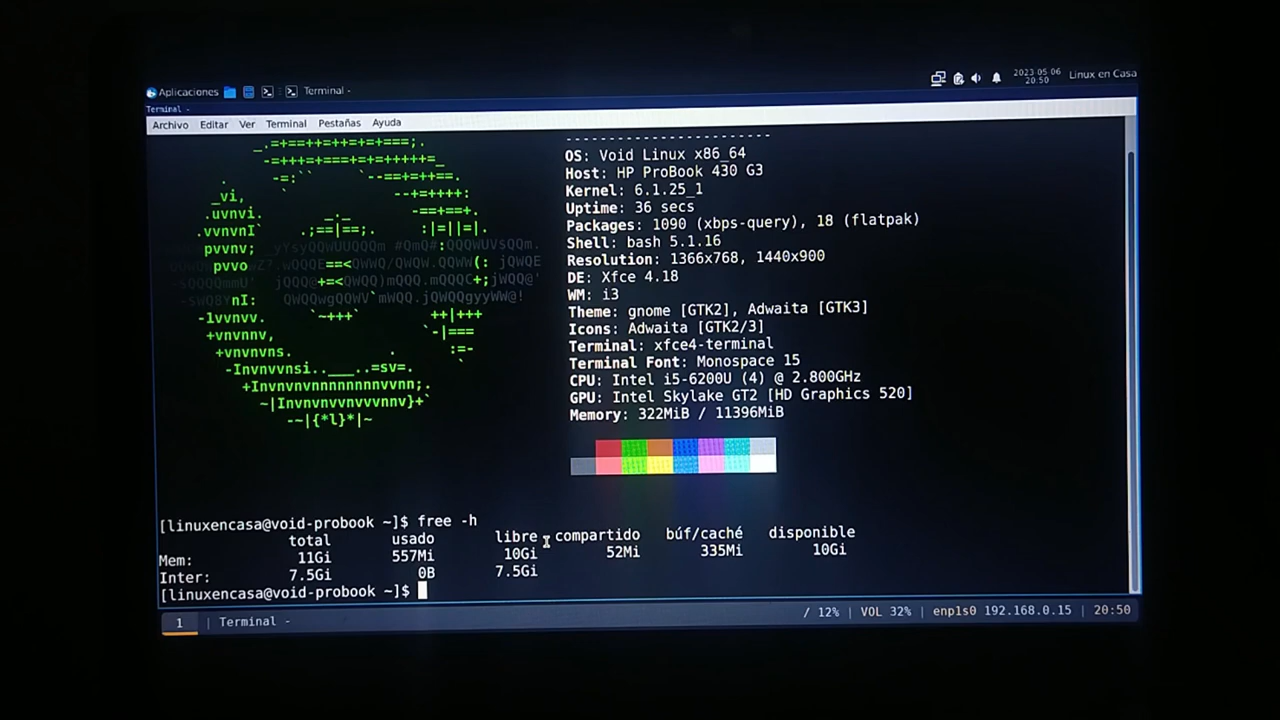 Aplicaciones Terminal - 2023 05 06 20:50 Linux en Casa
Terminal -
Archivo Editar Ver Terminal Pestañas Ayuda
------------------------
OS: Void Linux x86_64
Host: HP ProBook 430 G3
Kernel: 6.1.25_1
Uptime: 36 secs
Packages: 1090 (xbps-query), 18 (flatpak)
Shell: bash 5.1.16
Resolution: 1366x768, 1440x900
DE: Xfce 4.18
WM: i3
Theme: gnome [GTK2], Adwaita [GTK3]
Icons: Adwaita [GTK2/3]
Terminal: xfce4-terminal
Terminal Font: Monospace 15
CPU: Intel i5-6200U (4) @ 2.800GHz
GPU: Intel Skylake GT2 [HD Graphics 520]
Memory: 322MiB / 11396MiB
[linuxencasa@void-probook ~]$ free -h
total usado libre compartido búf/caché disponible
Mem: 11Gi 557Mi 10Gi 52Mi 335Mi 10Gi
Inter: 7.5Gi 0B 7.5Gi
[linuxencasa@void-probook ~]$
1 | Terminal - / 12% | VOL 32% | enp1s0 192.168.0.15 | 20:50